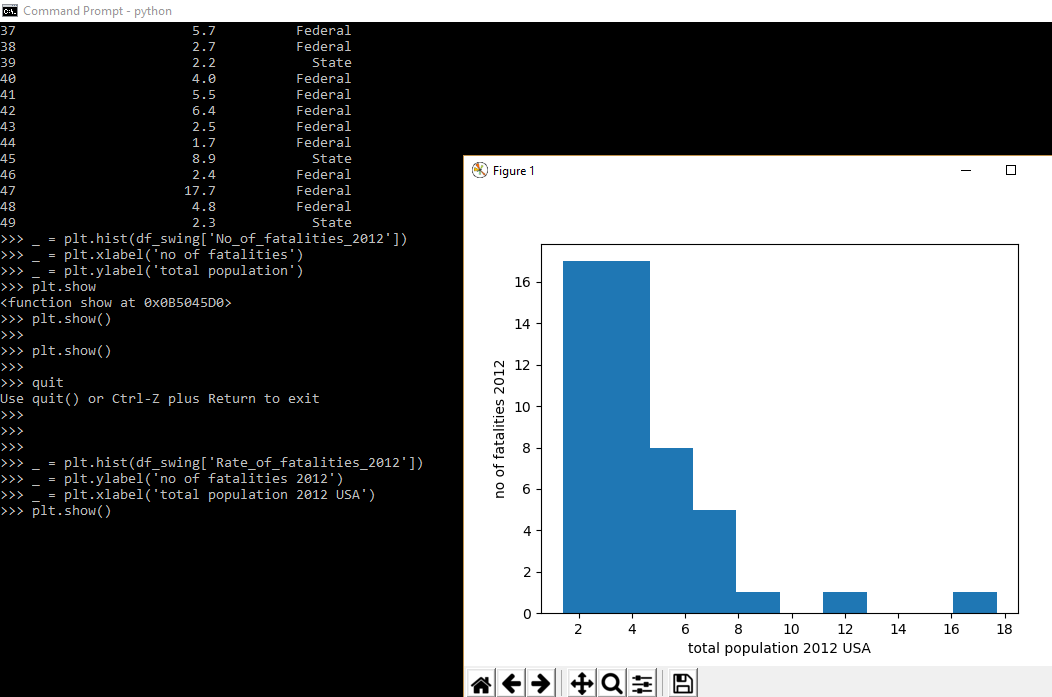 Command Prompt - python
37 5.7 Federal
38 2.7 Federal
39 2.2 State
40 4.0 Federal
41 5.5 Federal
42 6.4 Federal
43 2.5 Federal
44 1.7 Federal
45 8.9 State
46 2.4 Federal
47 17.7 Federal
48 4.8 Federal
49 2.3 State
>>> _ = plt.hist(df_swing['No_of_fatalities_2012'])
>>> _ = plt.xlabel('no of fatalities')
>>> _ = plt.ylabel('total population')
>>> plt.show
<function show at 0x0B5045D0>
>>> plt.show()
>>>
>>> plt.show()
>>>
>>> quit
Use quit() or Ctrl-Z plus Return to exit
>>>
>>>
>>>
>>> _ = plt.hist(df_swing['Rate_of_fatalities_2012'])
>>> _ = plt.ylabel('no of fatalities 2012')
>>> _ = plt.xlabel('total population 2012 USA')
>>> plt.show()
Figure 1
no of fatalities 2012
16
14
12
10
8
6
4
2
0
2 4 6 8 10 12 14 16 18
total population 2012 USA